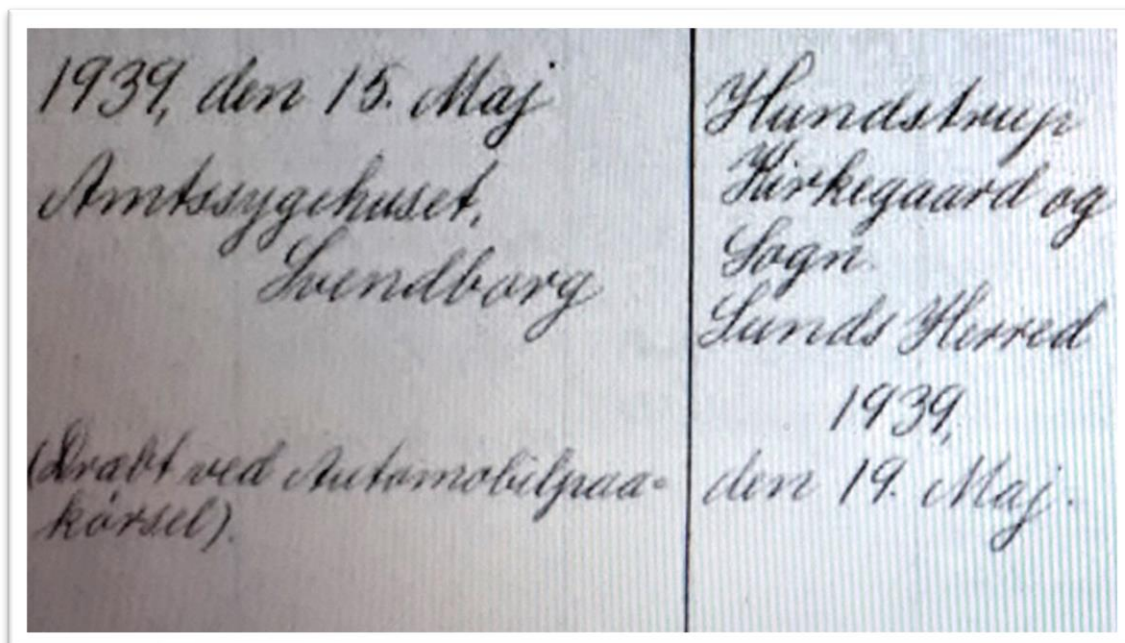 1939, den 15. Maj
Amtssygehuset,
Svendborg
(Dræbt ved Automobilpaa=
kørsel).
Hundstrup
Kirkegaard og
Sogn.
Sunds Herred
1939,
den 19. Maj.